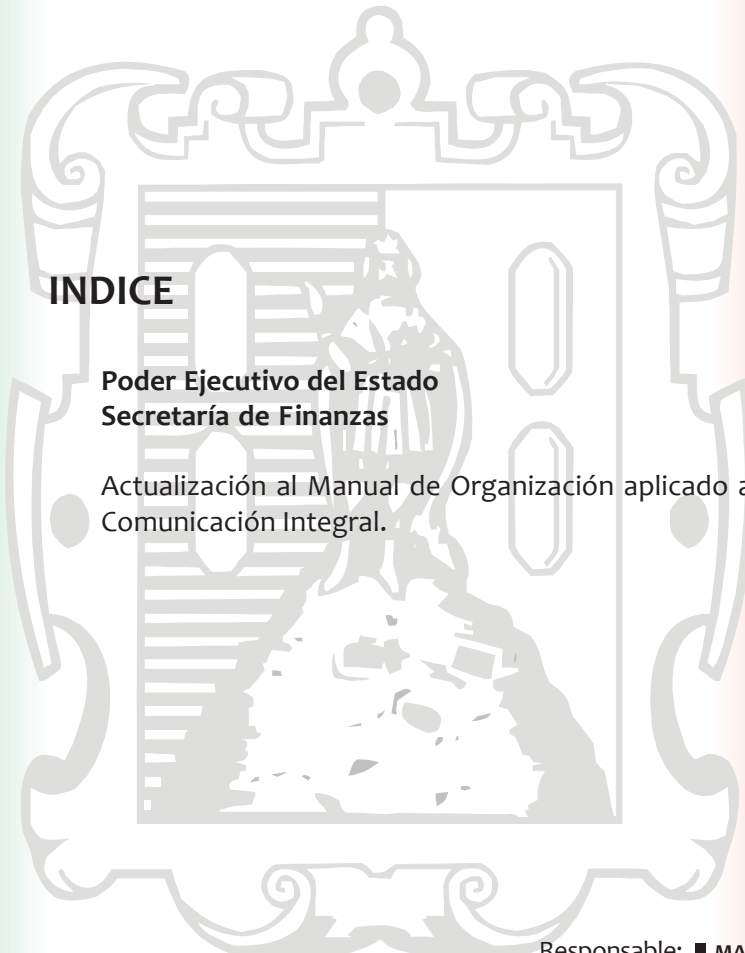 INDICE
Poder Ejecutivo del Estado
Secretaría de Finanzas
Actualización al Manual de Organización aplicado a
Comunicación Integral.
Responsable: